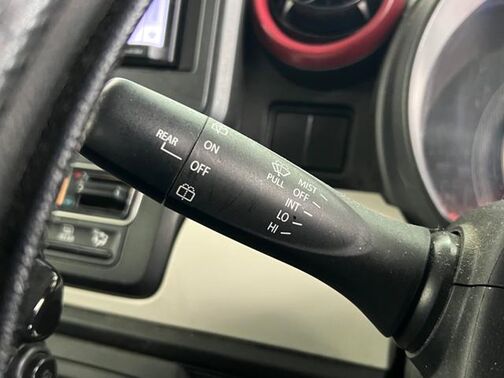 REAR
ON
OFF
PULL
MIST
OFF
INT
LO
HI